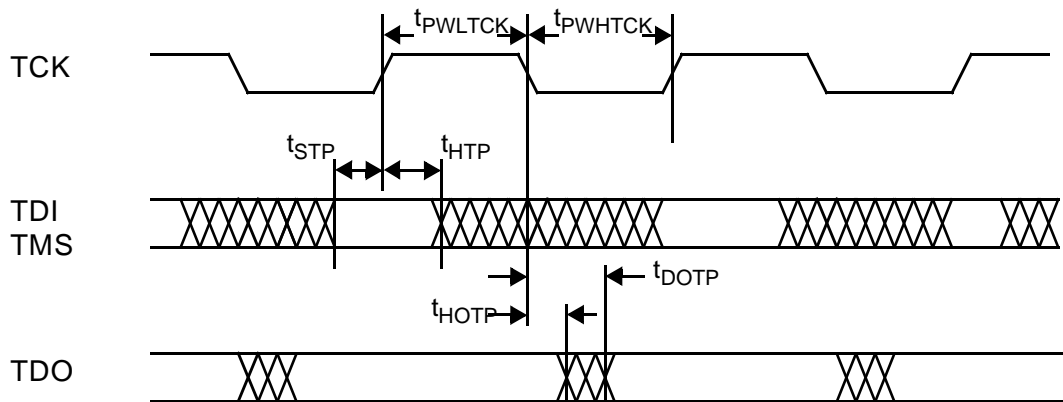 tPWLTCK tPWHTCK
TCK
tSTP tHTP
TDI
TMS
tDOTP
tHOTP
TDO